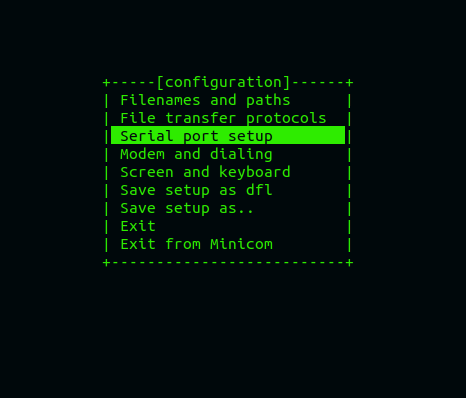 +-----[configuration]------+
| Filenames and paths      |
| File transfer protocols  |
| Serial port setup        |
| Modem and dialing        |
| Screen and keyboard      |
| Save setup as dfl        |
| Save setup as..          |
| Exit                     |
| Exit from Minicom        |
+--------------------------+